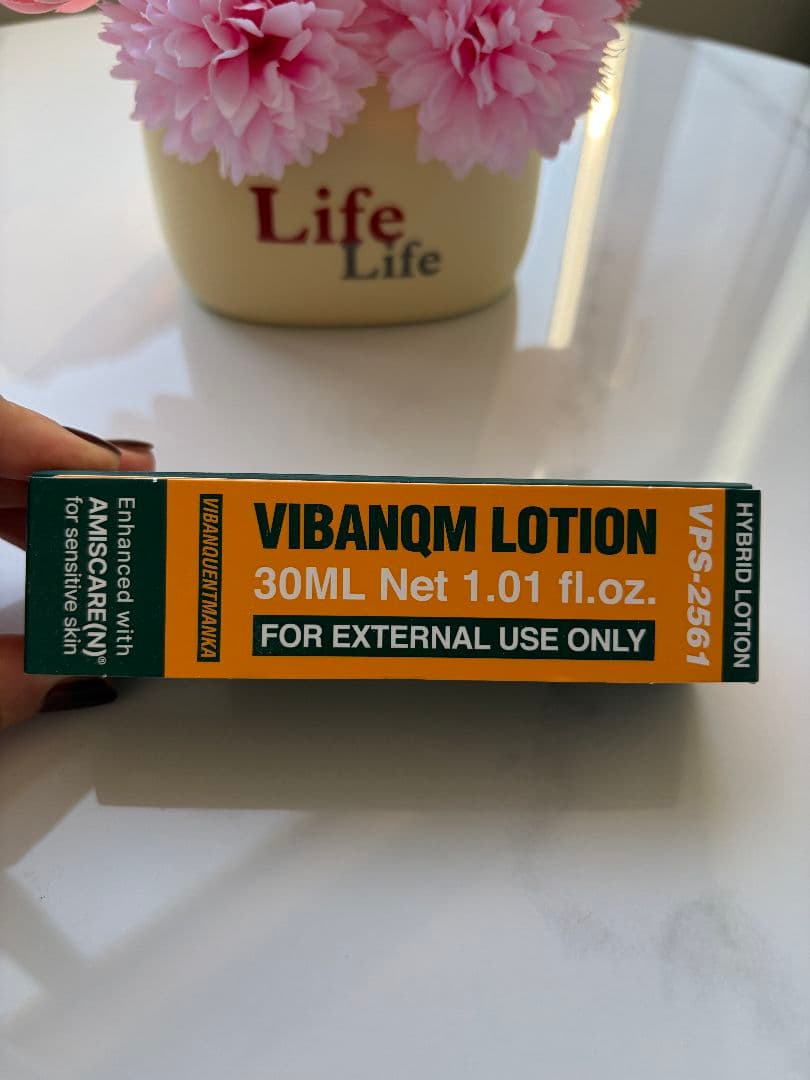 Life
Life
Enhanced with
AMISCARE(N)®
for sensitive skin
VIBANQUENTMANKA
VIBANQM LOTION
30ML Net 1.01 fl.oz.
FOR EXTERNAL USE ONLY
VPS-2561
HYBRID LOTION